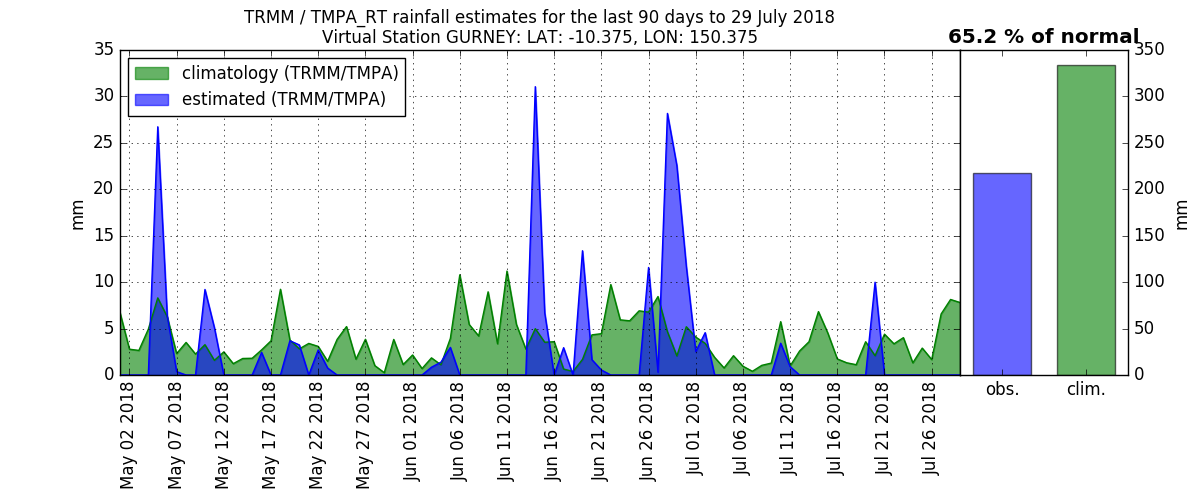 TRMM / TMPA_RT rainfall estimates for the last 90 days to 29 July 2018
Virtual Station GURNEY: LAT: -10.375, LON: 150.375
65.2 % of normal
climatology (TRMM/TMPA)
estimated (TRMM/TMPA)
35
30
25
20
15
10
5
0
mm
May 02 2018
May 07 2018
May 12 2018
May 17 2018
May 22 2018
May 27 2018
Jun 01 2018
Jun 06 2018
Jun 11 2018
Jun 16 2018
Jun 21 2018
Jun 26 2018
Jul 01 2018
Jul 06 2018
Jul 11 2018
Jul 16 2018
Jul 21 2018
Jul 26 2018
obs.
clim.
350
300
250
200
150
100
50
0
mm